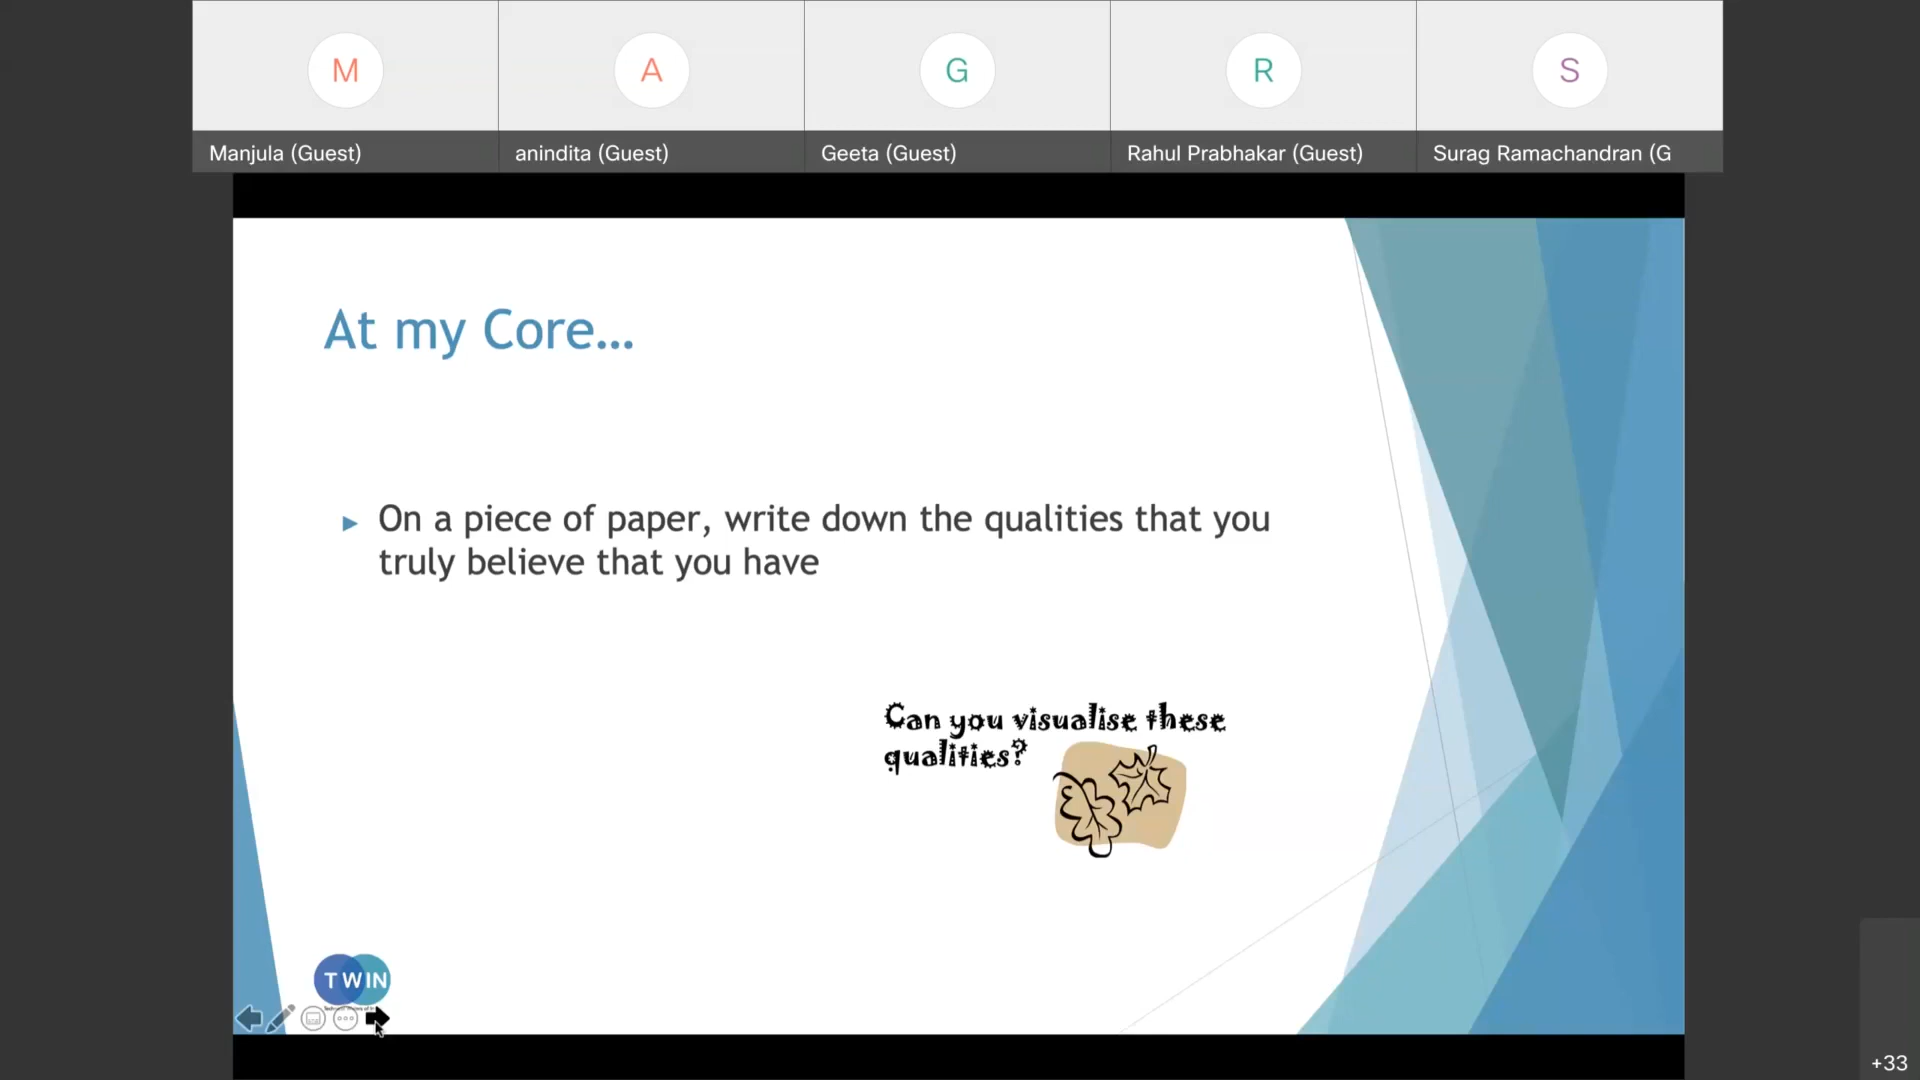 M
A
G
R
S
Manjula (Guest)
anindita (Guest)
Geeta (Guest)
Rahul Prabhakar (Guest)
Surag Ramachandran (G
At my Core...
On a piece of paper, write down the qualities that you
truly believe that you have
Can you visualise these
qualities?
TWIN
+33